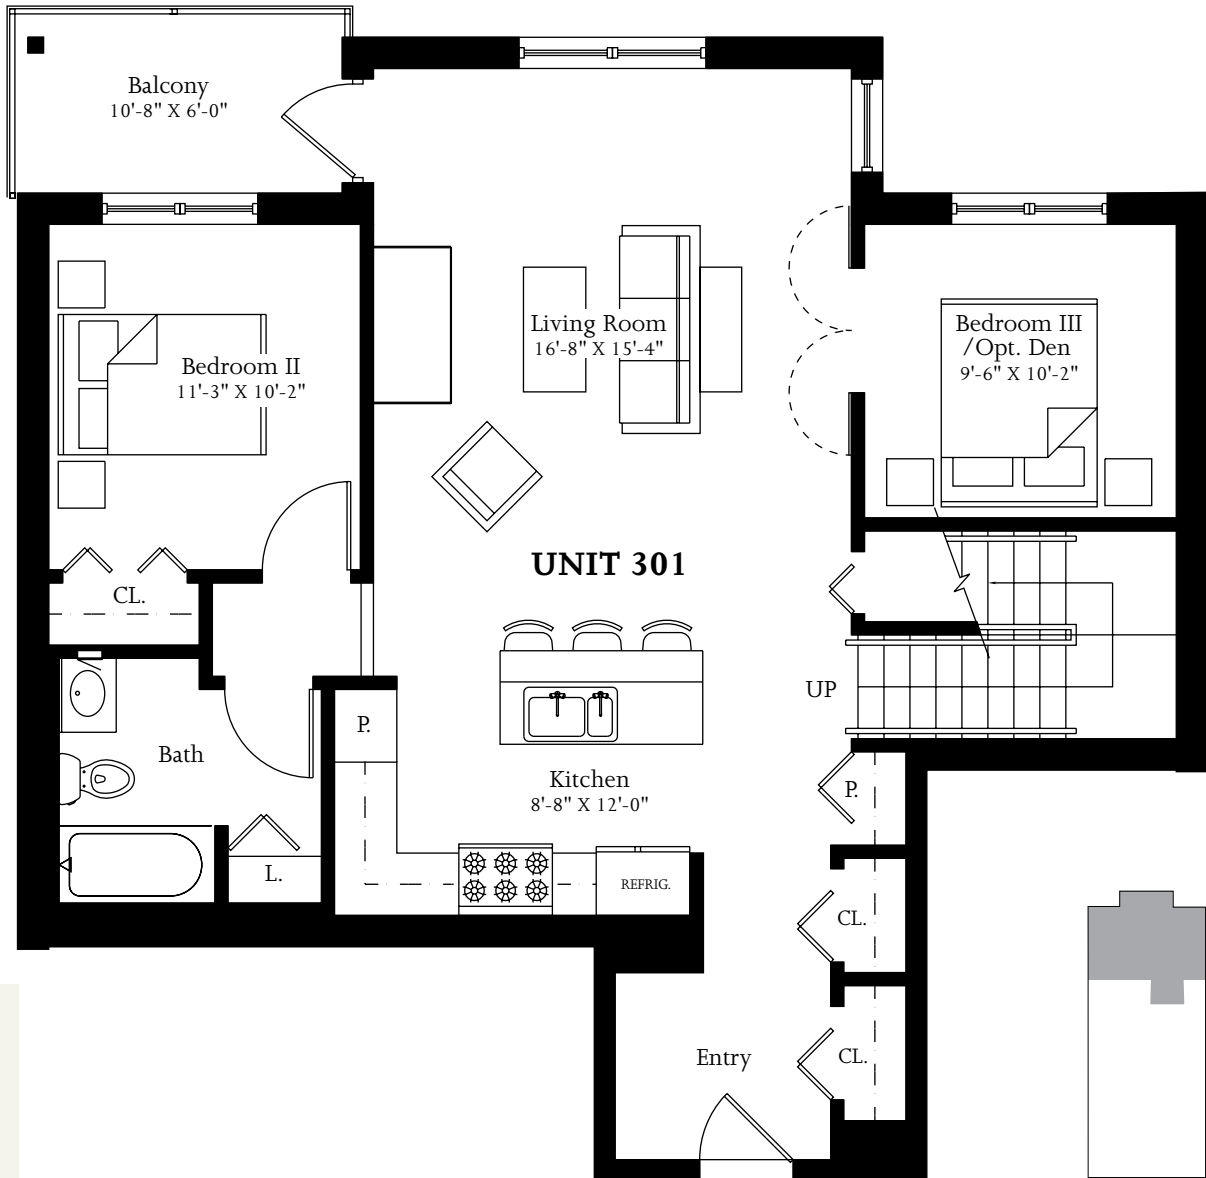 Balcony
10'-8" X 6'-0"
Living Room
16'-8" X 15'-4"
Bedroom III
/Opt. Den
9'-6" X 10'-2"
Bedroom II
11'-3" X 10'-2"
UNIT 301
CL.
UP
P.
Bath
Kitchen
8'-8" X 12'-0"
P.
L.
REFRIG.
CL.
Entry
CL.